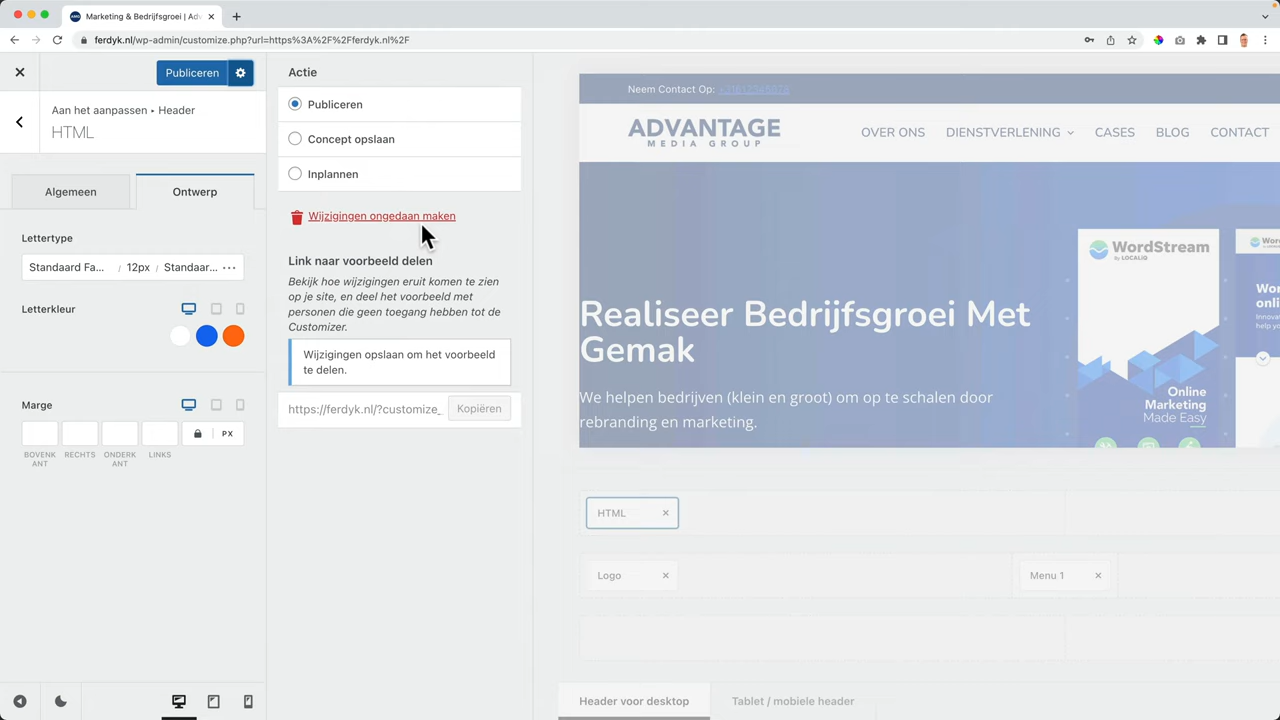 Marketing & Bedrijfsgroei | Adv
ferdyk.nl/wp-admin/customize.php?url=https%3A%2F%2Fferdyk.nl%2F
Publiceren
Aan het aanpassen ▸ Header
HTML
Algemeen
Ontwerp
Lettertype
Standaard Fa... / 12px / Standaar... ···
Letterkleur
Marge
PX
BOVENKANT
RECHTS
ONDERKANT
LINKS
Actie
Publiceren
Concept opslaan
Inplannen
Wijzigingen ongedaan maken
Link naar voorbeeld delen
Bekijk hoe wijzigingen eruit komen te zien
op je site, en deel het voorbeeld met
personen die geen toegang hebben tot de
Customizer.
Wijzigingen opslaan om het voorbeeld
te delen.
https://ferdyk.nl/?customize_
Kopiëren
Neem Contact Op:
ADVANTAGE
MEDIA GROUP
OVER ONS
DIENSTVERLENING
CASES
BLOG
CONTACT
Realiseer Bedrijfsgroei Met
Gemak
We helpen bedrijven (klein en groot) om op te schalen door
rebranding en marketing.
WordStream
by LOCALiQ
Online
Marketing
Made Easy
HTML ×
Logo ×
Menu 1 ×
Header voor desktop
Tablet / mobiele header